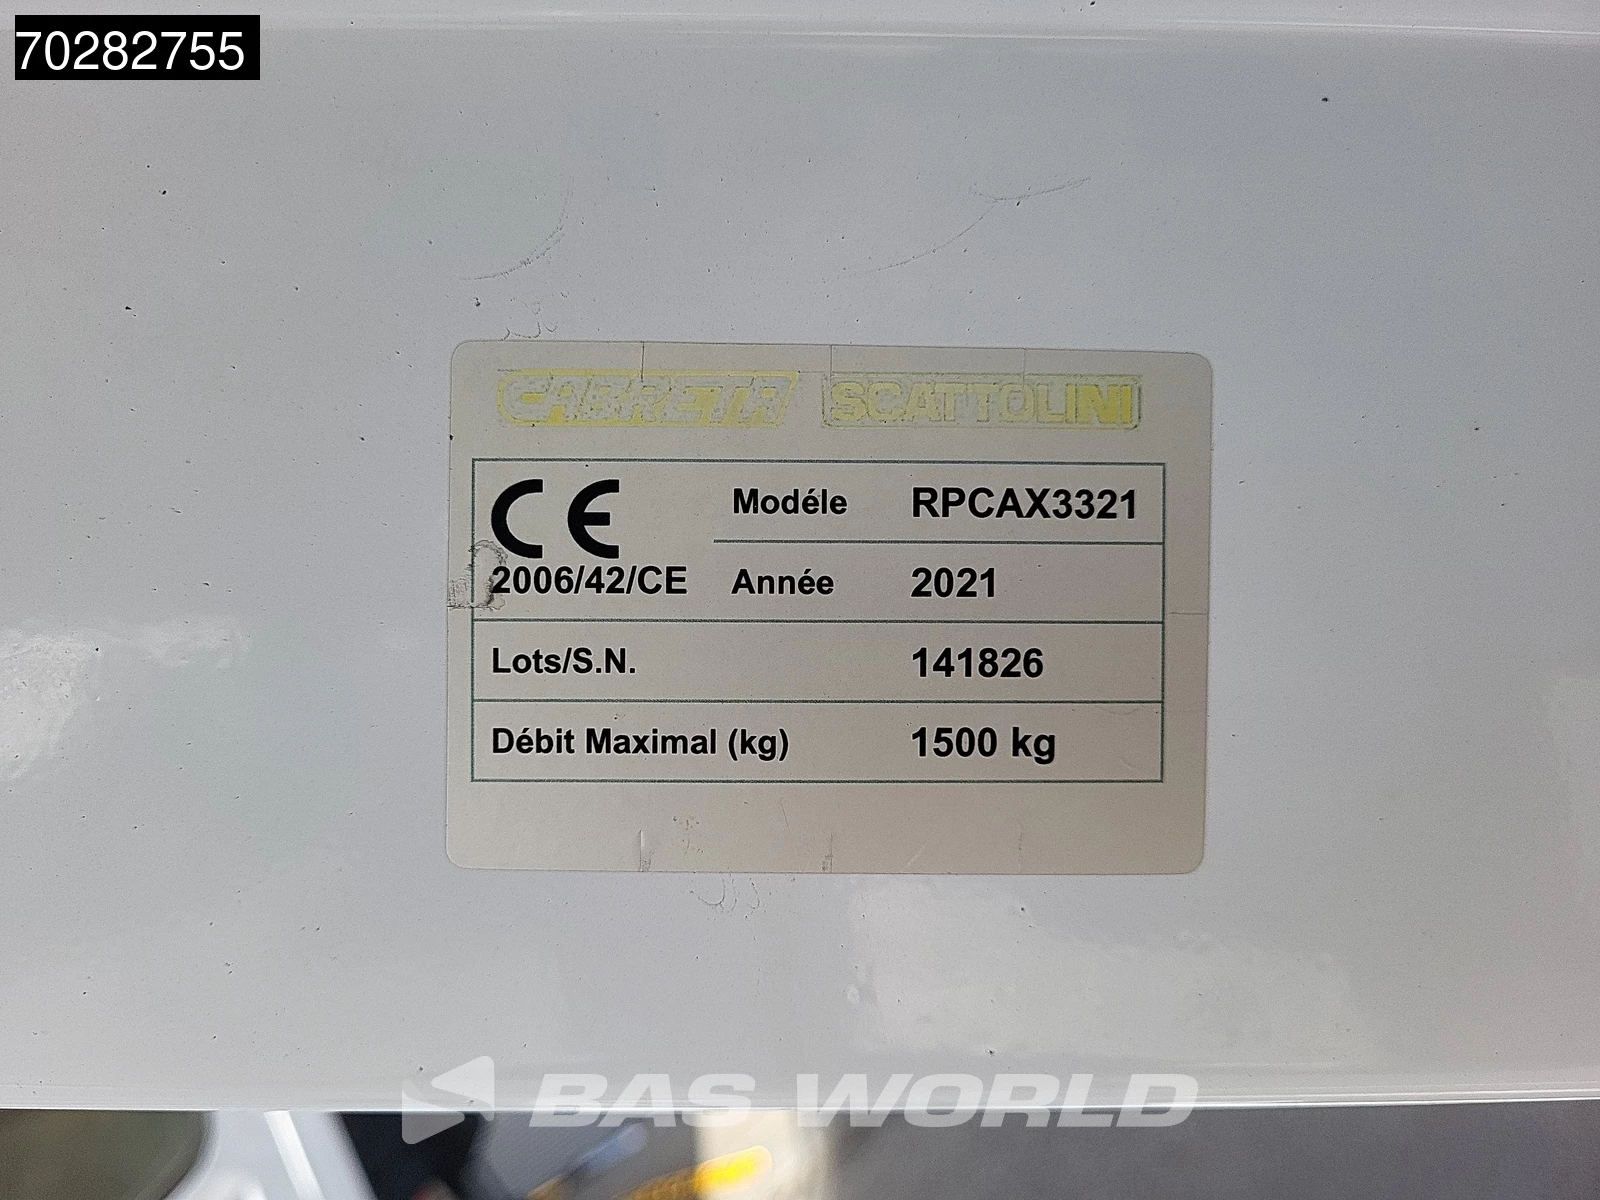 70282755
CABRETA SCATTOLINI
CE Modéle RPCAX3321
2006/42/CE Année 2021
Lots/S.N. 141826
Débit Maximal (kg) 1500 kg
BAS WORLD